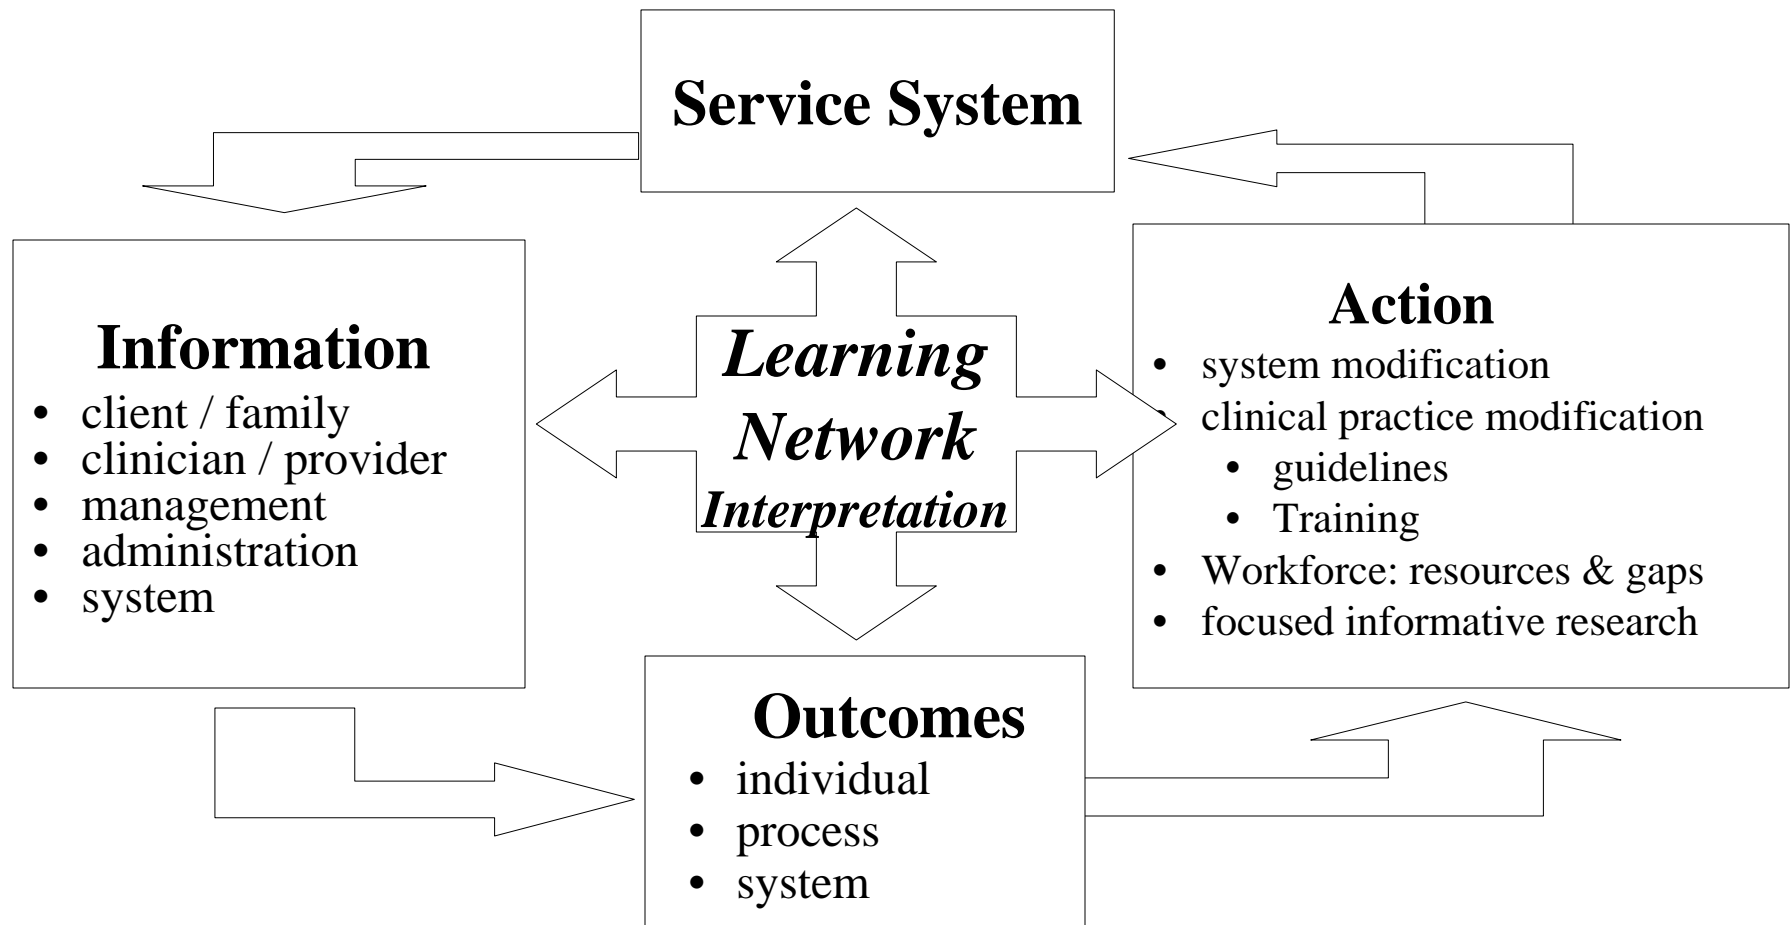 Service System
Information
• client / family
• clinician / provider
• management
• administration
• system
Learning
Network
Interpretation
Action
• system modification
• clinical practice modification
• guidelines
• Training
• Workforce: resources & gaps
• focused informative research
Outcomes
• individual
• process
• system